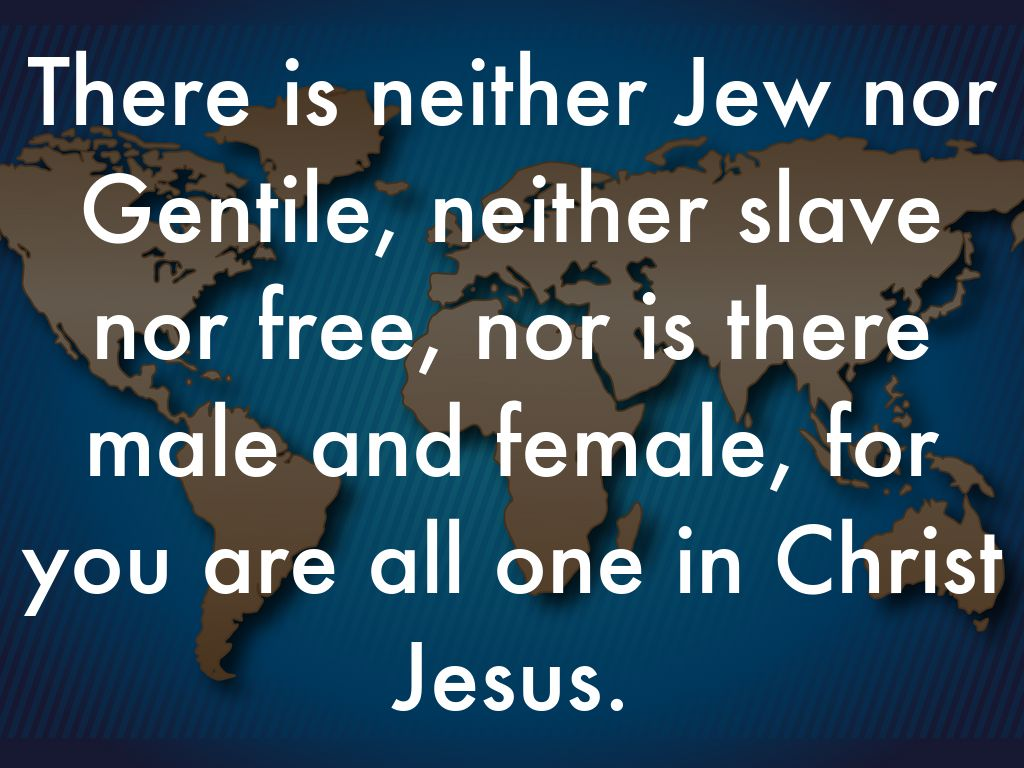 There is neither Jew nor
Gentile, neither slave
nor free, nor is there
male and female, for
you are all one in Christ
Jesus.